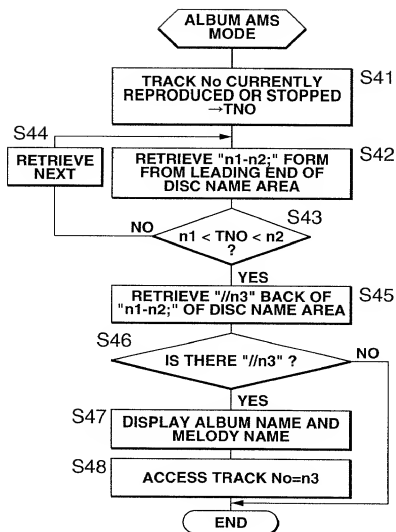 ALBUM AMS
MODE
TRACK No CURRENTLY
REPRODUCED OR STOPPED
→TNO
S41
S44
RETRIEVE
NEXT
RETRIEVE "n1-n2;" FORM
FROM LEADING END OF
DISC NAME AREA
S42
NO
n1 < TNO < n2
?
S43
YES
RETRIEVE "//n3" BACK OF
"n1-n2;" OF DISC NAME AREA
S45
S46
IS THERE "//n3" ?
NO
YES
S47
DISPLAY ALBUM NAME AND
MELODY NAME
S48
ACCESS TRACK No=n3
END